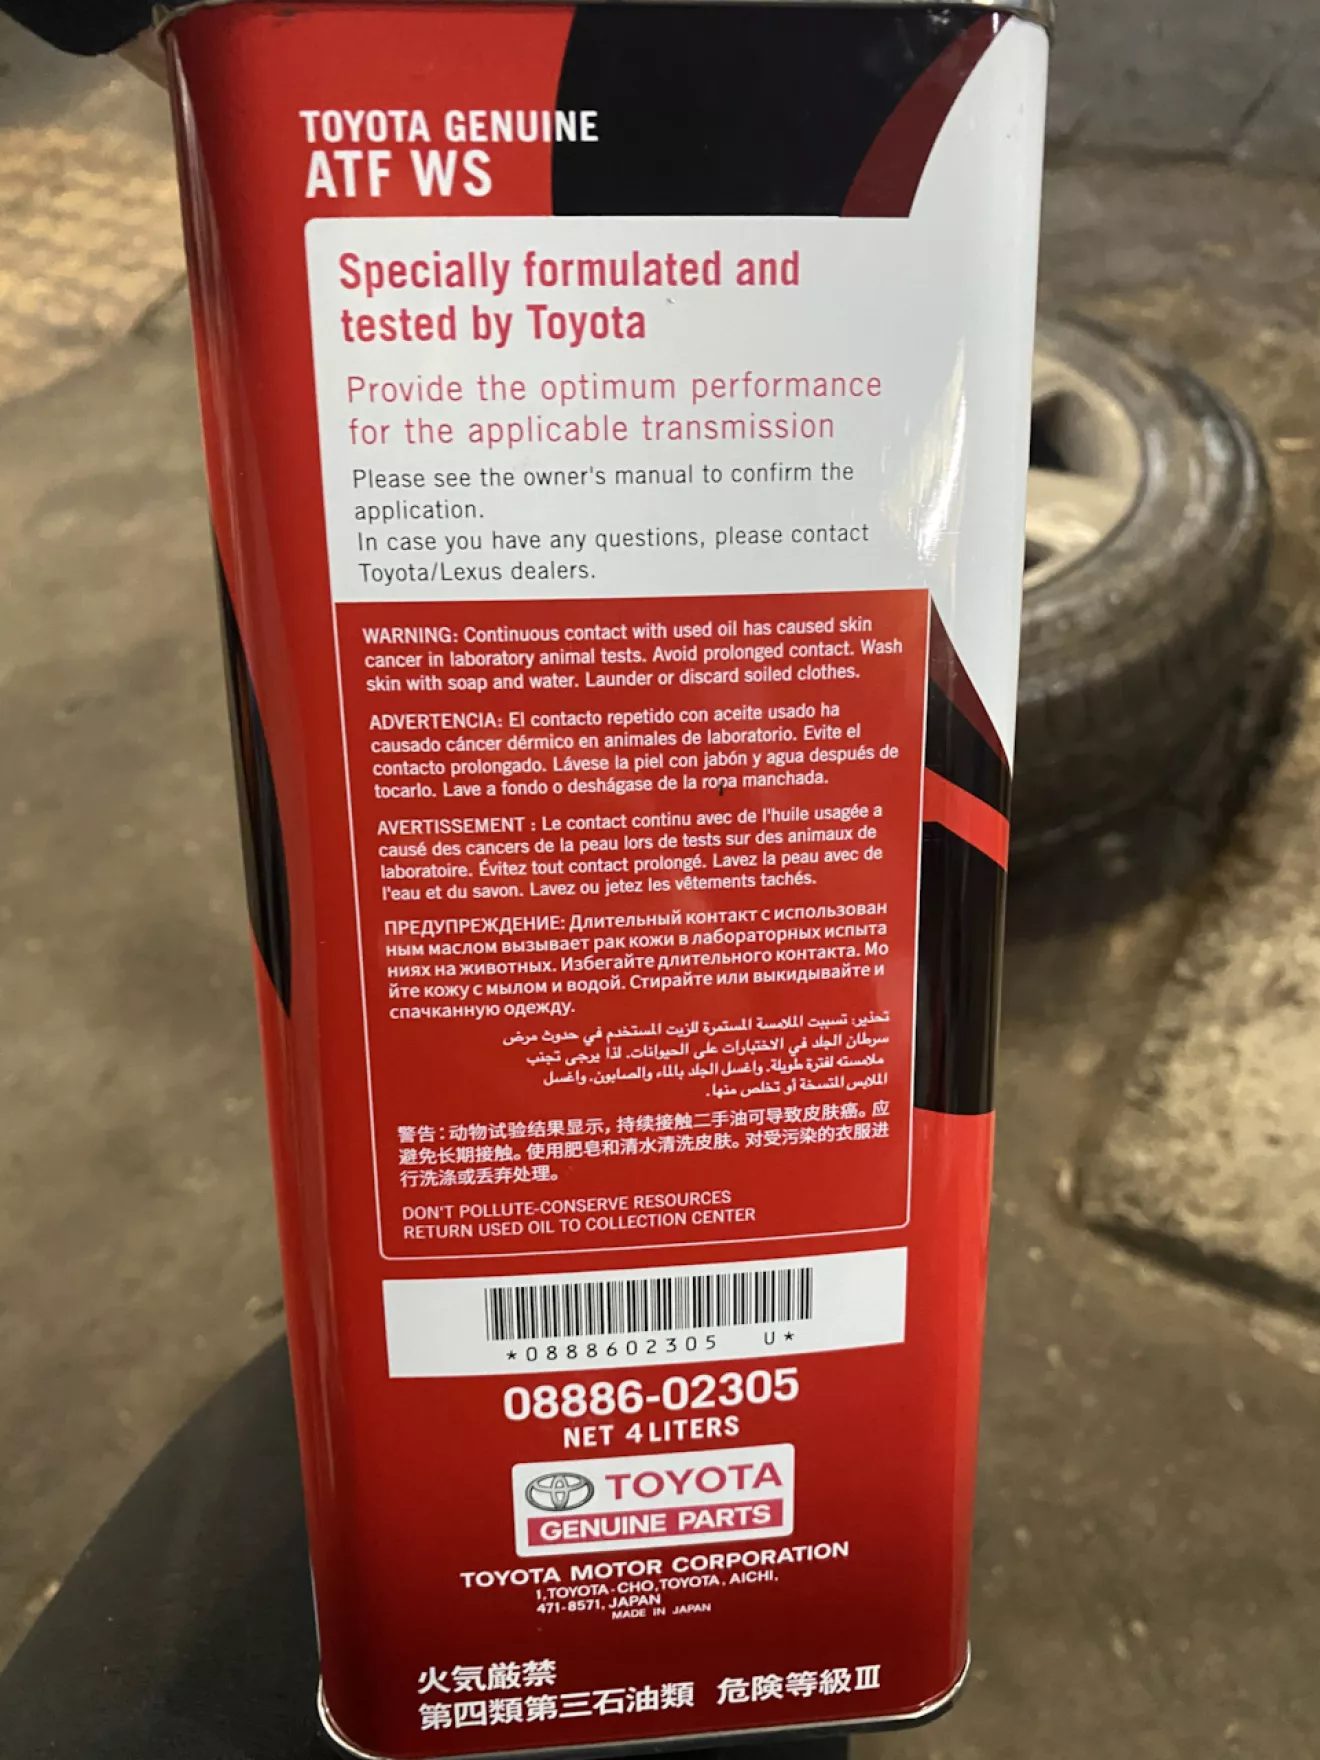 TOYOTA GENUINE
ATF WS
Specially formulated and
tested by Toyota
Provide the optimum performance
for the applicable transmission
Please see the owner's manual to confirm the
application.
In case you have any questions, please contact
Toyota/Lexus dealers.
WARNING: Continuous contact with used oil has caused skin
cancer in laboratory animal tests. Avoid prolonged contact. Wash
skin with soap and water. Launder or discard soiled clothes.
ADVERTENCIA: El contacto repetido con aceite usado ha
causado cáncer dérmico en animales de laboratorio. Evite el
contacto prolongado. Lávese la piel con jabón y agua después de
tocarlo. Lave a fondo o deshágase de la ropa manchada.
AVERTISSEMENT : Le contact continu avec de l'huile usagée a
causé des cancers de la peau lors de tests sur des animaux de
laboratoire. Évitez tout contact prolongé. Lavez la peau avec de
l'eau et du savon. Lavez ou jetez les vêtements tachés.
ПРЕДУПРЕЖДЕНИЕ: Длительный контакт с использован
ным маслом вызывает рак кожи в лабораторных испыта
ниях на животных. Избегайте длительного контакта. Мо
йте кожу с мылом и водой. Стирайте или выкидывайте и
спачканную одежду.
تحذير: تسببت الملامسة المستمرة للزيت المستخدم في حدوث مرض
سرطان الجلد في الاختبارات على الحيوانات. لذا يرجى تجنب
ملامسته لفترة طويلة. واغسل الجلد بالماء والصابون. واغسل
الملابس المتسخة أو تخلص منها.
警告：动物试验结果显示，持续接触二手油可导致皮肤癌。应
避免长期接触。使用肥皂和清水清洗皮肤。对受污染的衣服进
行洗涤或丢弃处理。
DON'T POLLUTE-CONSERVE RESOURCES
RETURN USED OIL TO COLLECTION CENTER
*0888602305 U*
08886-02305
NET 4 LITERS
TOYOTA
GENUINE PARTS
TOYOTA MOTOR CORPORATION
1,TOYOTA-CHO,TOYOTA, AICHI,
471-8571, JAPAN
MADE IN JAPAN
火気厳禁
第四類第三石油類 危険等級Ⅲ